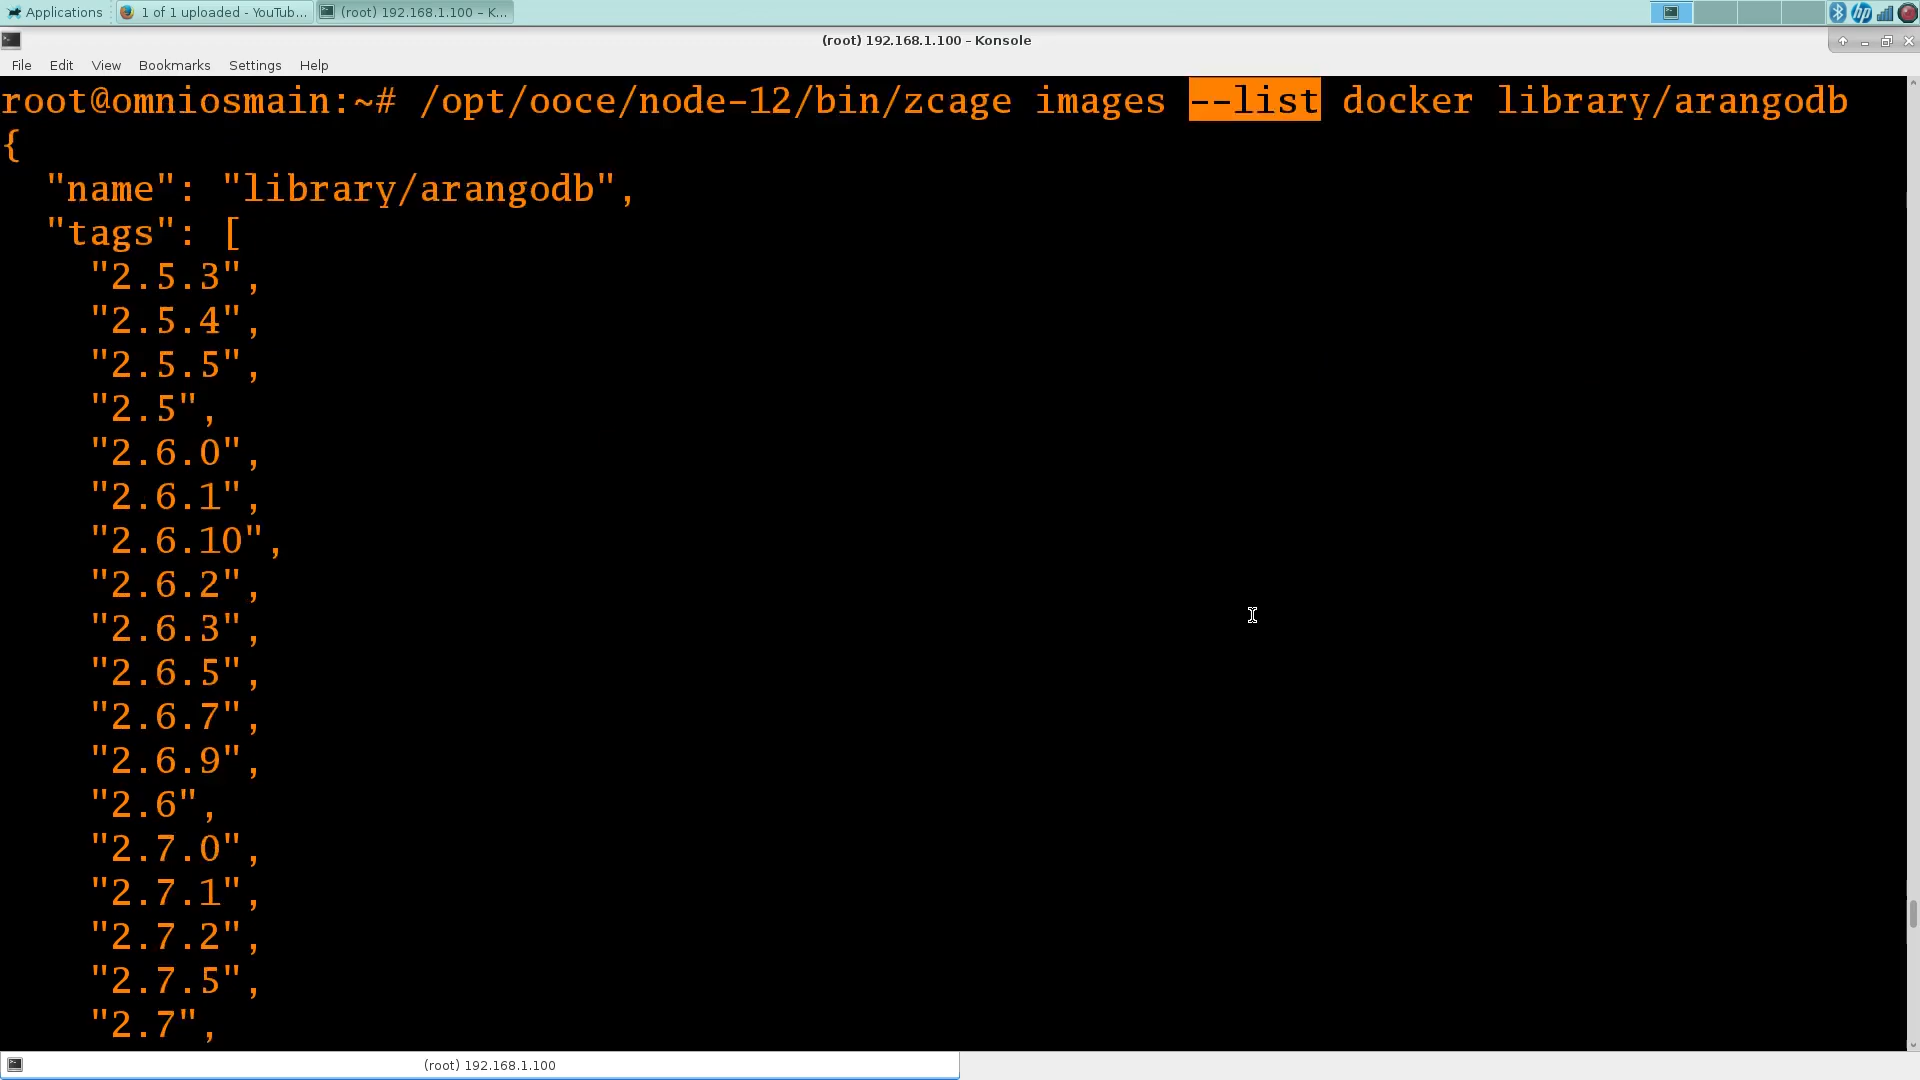 Applications
1 of 1 uploaded - YouTub...
(root) 192.168.1.100 – K...
(root) 192.168.1.100 – Konsole
File Edit View Bookmarks Settings Help
root@omniosmain:~# /opt/ooce/node-12/bin/zcage images --list docker library/arangodb
{
  "name": "library/arangodb",
  "tags": [
    "2.5.3",
    "2.5.4",
    "2.5.5",
    "2.5",
    "2.6.0",
    "2.6.1",
    "2.6.10",
    "2.6.2",
    "2.6.3",
    "2.6.5",
    "2.6.7",
    "2.6.9",
    "2.6",
    "2.7.0",
    "2.7.1",
    "2.7.2",
    "2.7.5",
    "2.7",
(root) 192.168.1.100
hp